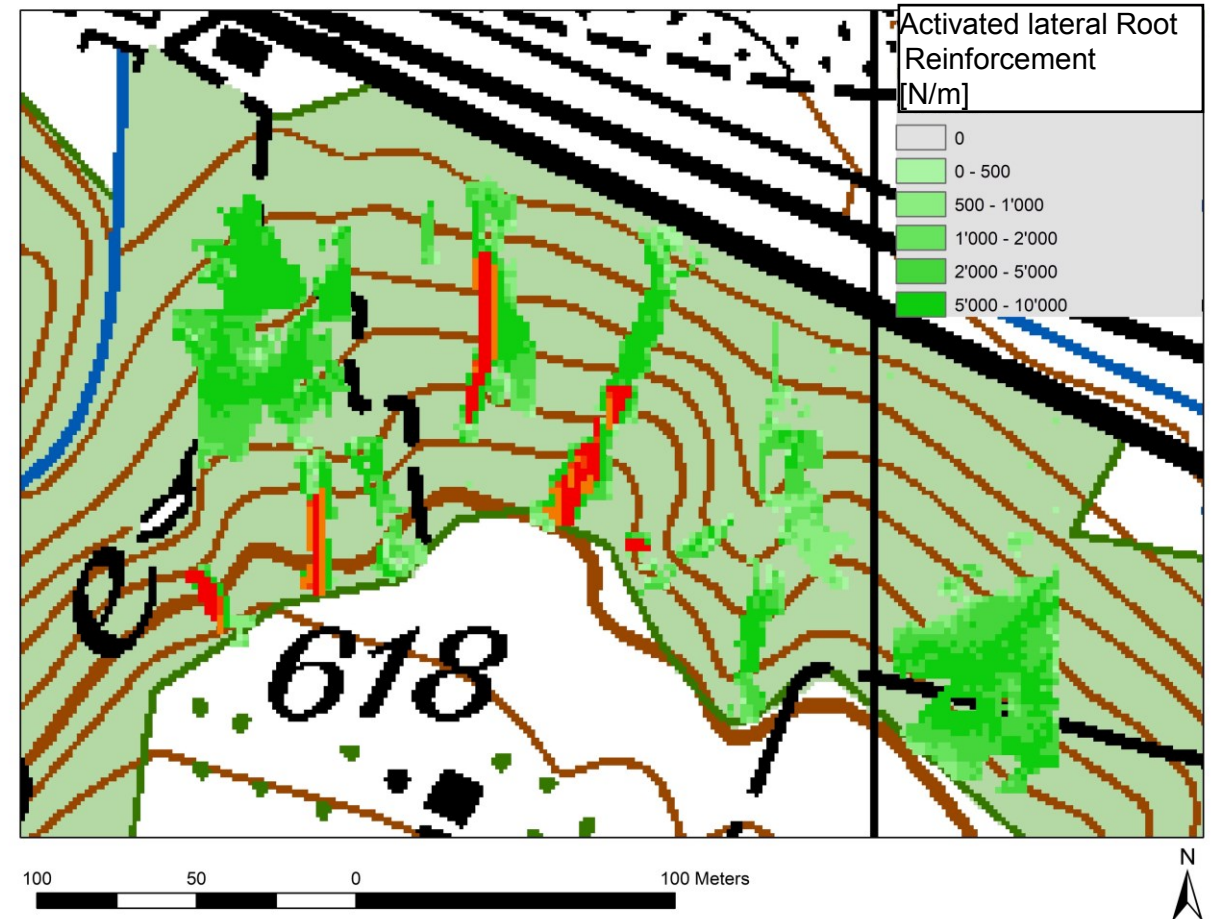 Activated lateral Root
Reinforcement
[N/m]
0
0 - 500
500 - 1'000
1'000 - 2'000
2'000 - 5'000
5'000 - 10'000
e
618
100 50 0 100 Meters
N